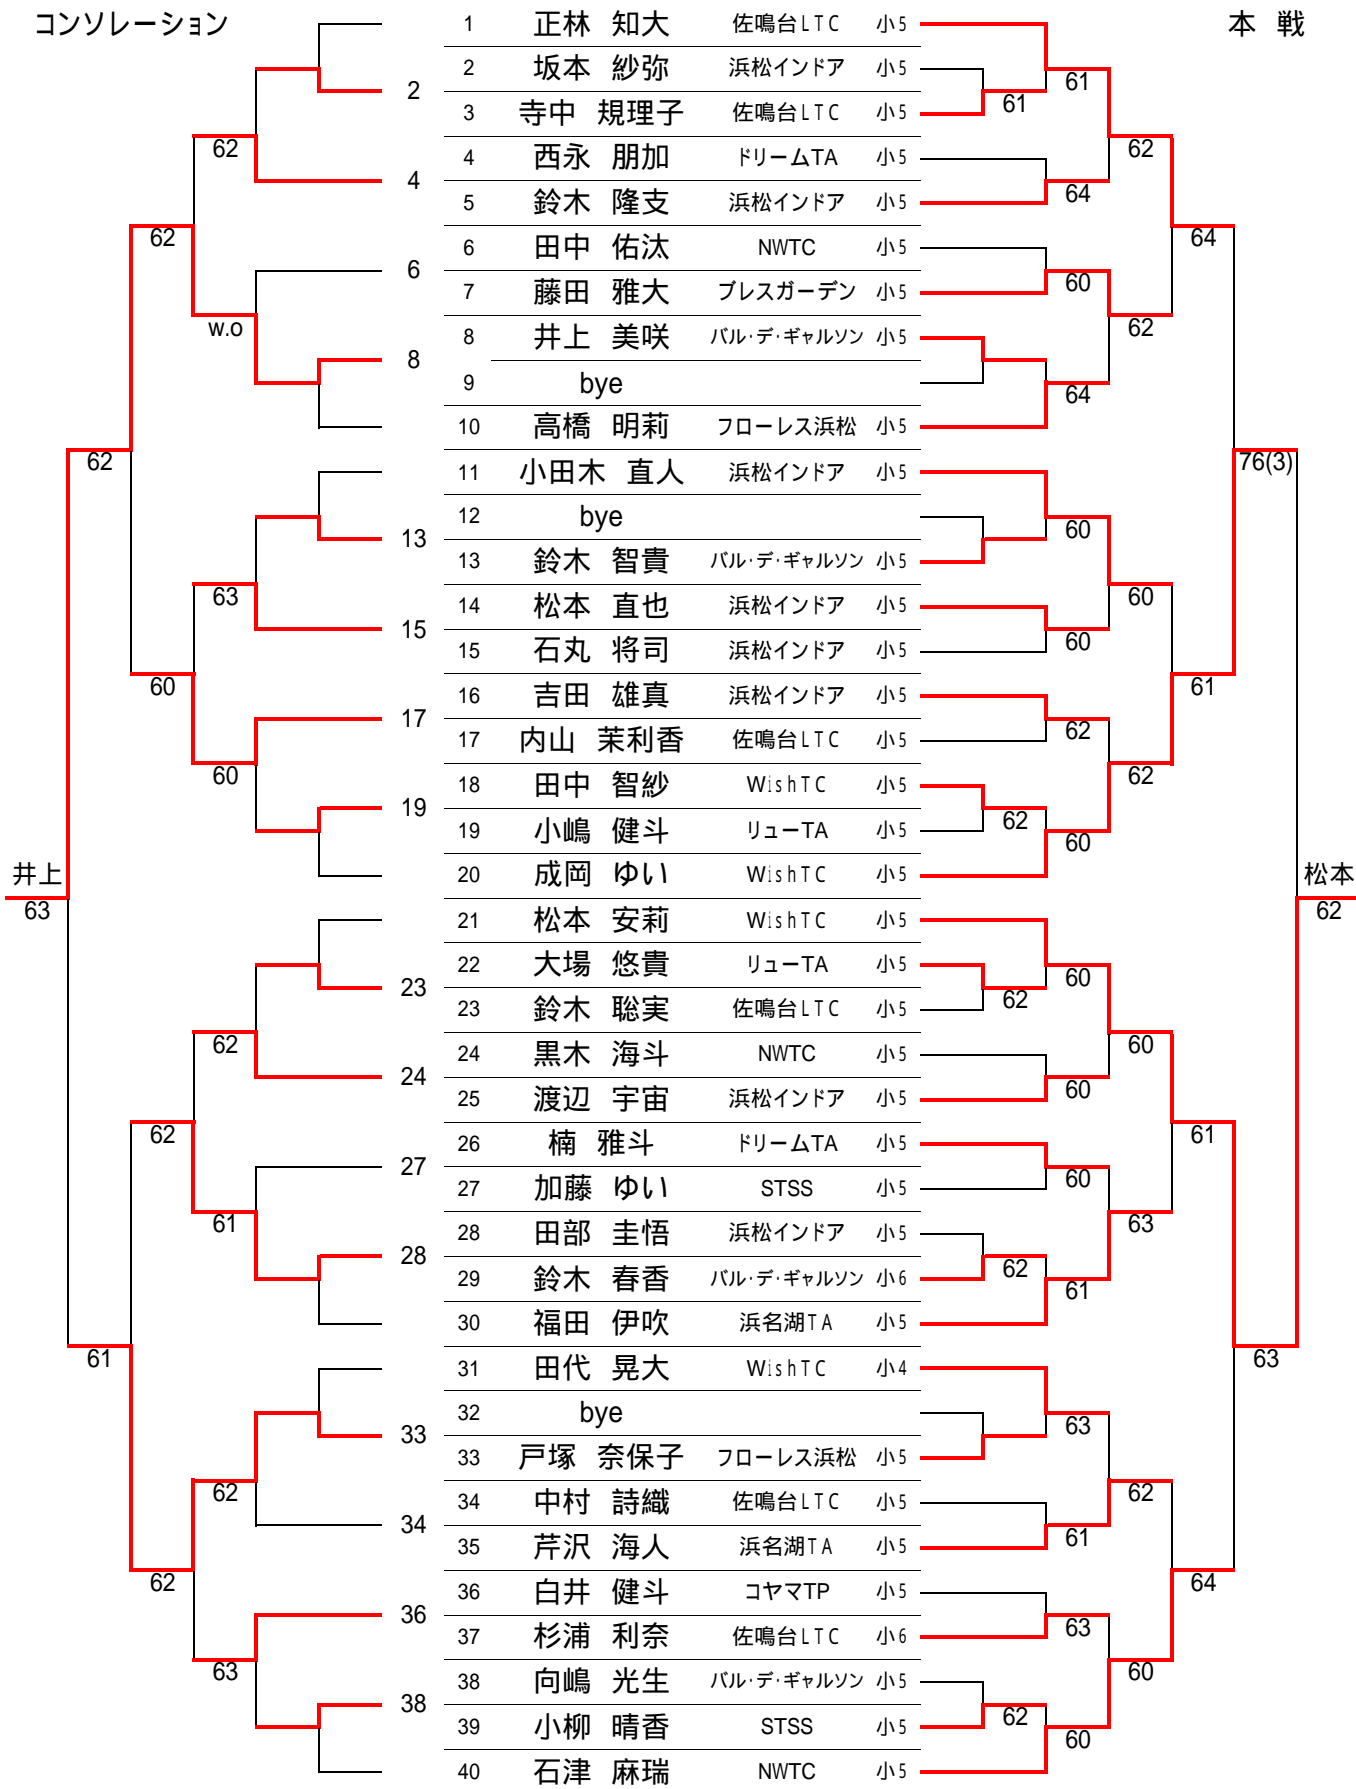 コンソレーション 本 戦
1 正林 知大 佐鳴台LTC 小5
2 坂本 紗弥 浜松インドア 小5 61
2 61
3 寺中 規理子 佐鳴台LTC 小5
62 4 西永 朋加 ドリームTA 小5 62
4 64
5 鈴木 隆支 浜松インドア 小5
62 64
6 田中 佑汰 NWTC 小5
6 60
7 藤田 雅大 ブレスガーデン 小5
w.o 62
8 井上 美咲 バル・デ・ギャルソン 小5
8
9 bye 64
10 高橋 明莉 フローレス浜松 小5
62 76(3)
11 小田木 直人 浜松インドア 小5
12 bye 60
13
13 鈴木 智貴 バル・デ・ギャルソン 小5
63 14 松本 直也 浜松インドア 小5 60
15 60
15 石丸 将司 浜松インドア 小5
60 61
16 吉田 雄真 浜松インドア 小5
17 62
17 内山 茉利香 佐鳴台LTC 小5
60 62
18 田中 智紗 WishTC 小5
19 62
19 小嶋 健斗 リューTA 小5 60
井上 20 成岡 ゆい WishTC 小5 松本
63 62
21 松本 安莉 WishTC 小5
22 大場 悠貴 リューTA 小5 60
23 62
23 鈴木 聡実 佐鳴台LTC 小5
62 24 黒木 海斗 NWTC 小5 60
24 60
25 渡辺 宇宙 浜松インドア 小5
62 61
26 楠 雅斗 ドリームTA 小5
27 60
27 加藤 ゆい STSS 小5
61 63
28 田部 圭悟 浜松インドア 小5
28 62
29 鈴木 春香 バル・デ・ギャルソン 小6 61
30 福田 伊吹 浜名湖TA 小5
61 63
31 田代 晃大 WishTC 小4
32 bye 63
33
33 戸塚 奈保子 フローレス浜松 小5
62 34 中村 詩織 佐鳴台LTC 小5 62
34 61
35 芹沢 海人 浜名湖TA 小5
62 64
36 白井 健斗 コヤマTP 小5
36 63
37 杉浦 利奈 佐鳴台LTC 小6
63 60
38 向嶋 光生 バル・デ・ギャルソン 小5
38 62
39 小柳 晴香 STSS 小5 60
40 石津 麻瑞 NWTC 小5